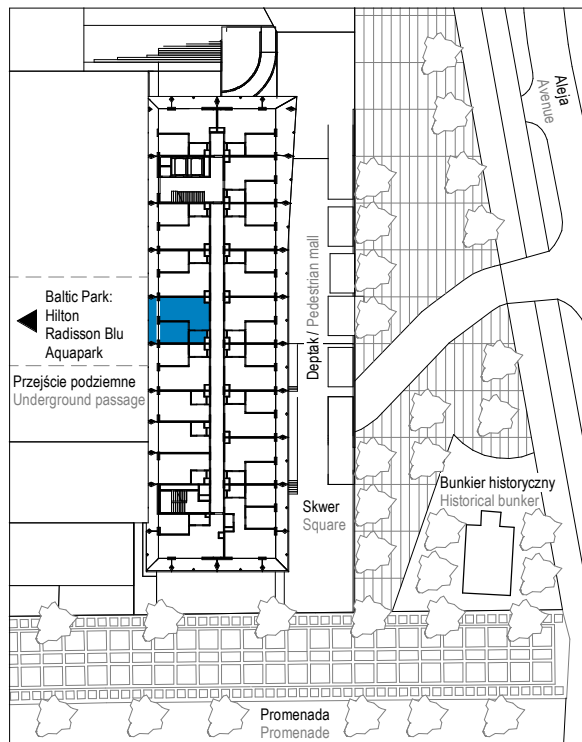 Aleja
Avenue
Baltic Park:
Hilton
Radisson Blu
Aquapark
Przejście podziemne
Underground passage
Deptak / Pedestrian mall
Bunkier historyczny
Historical bunker
Skwer
Square
Promenada
Promenade